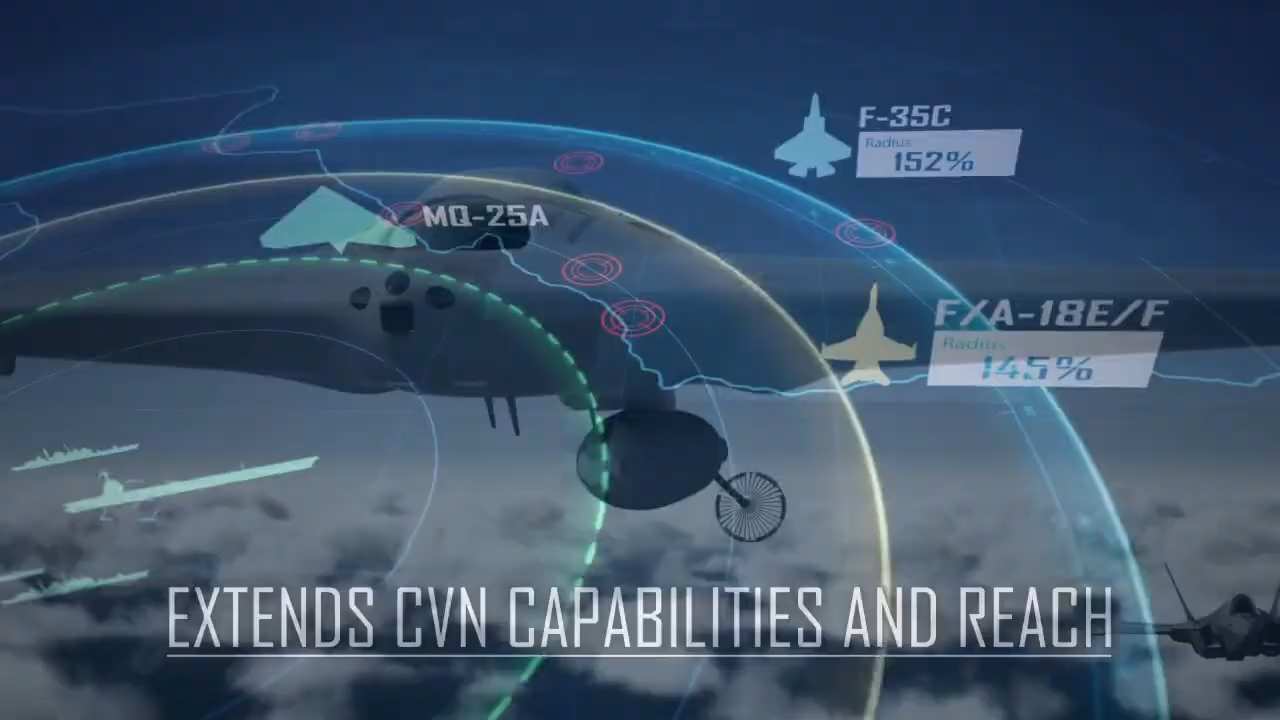 F-35C
Radius
152%
MQ-25A
F/A-18E/F
Radius
145%
EXTENDS CVN CAPABILITIES AND REACH